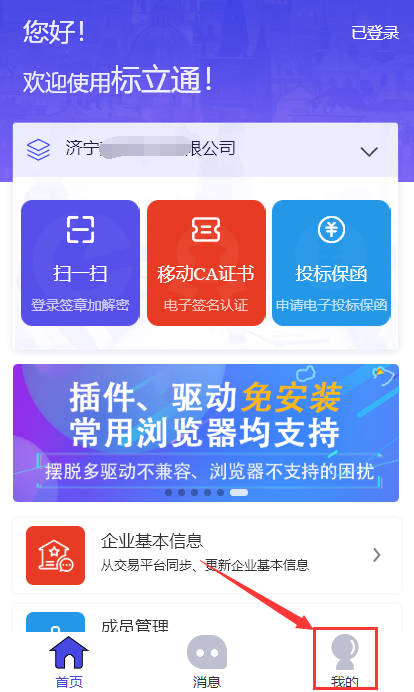 您好！
已登录
欢迎使用标立通！
济宁 限公司
扫一扫
登录签章加解密
移动CA证书
电子签名认证
投标保函
申请电子投标保函
插件、驱动免安装
常用浏览器均支持
摆脱多驱动不兼容、浏览器不支持的困扰
企业基本信息
从交易平台同步、更新企业基本信息
成员管理
首页
消息
我的